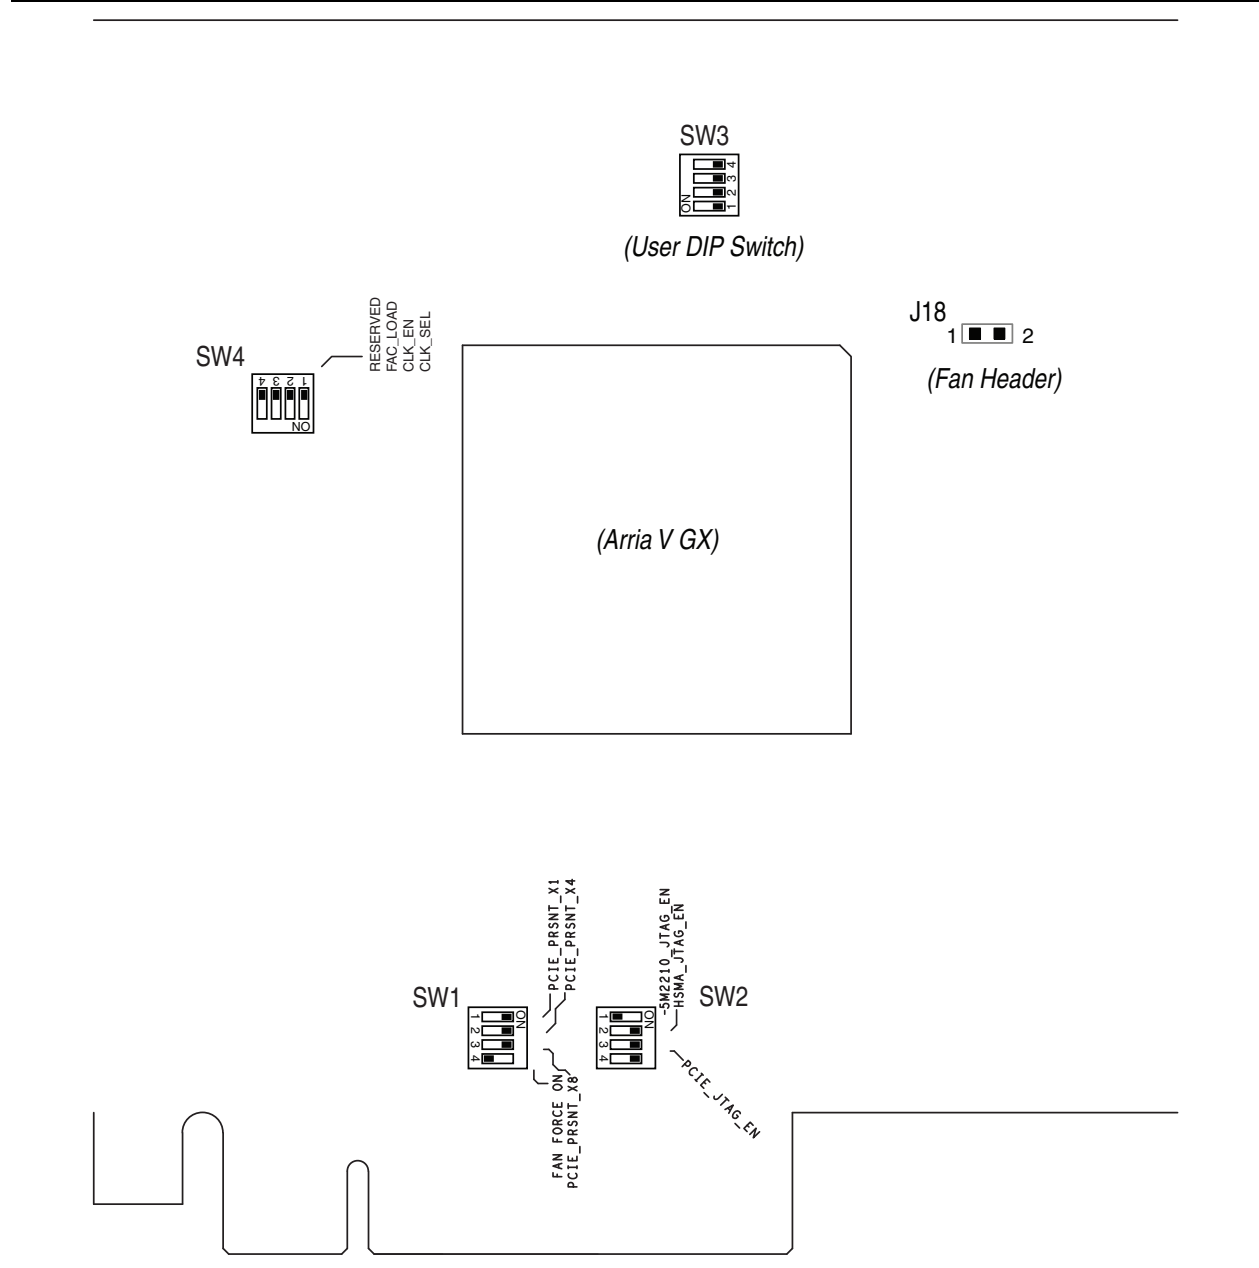 SW3
4
3
2
1
ON
(User DIP Switch)
RESERVED
FAC_LOAD
CLK_EN
CLK_SEL
SW4
4 3 2 1
ON
J18
1 2
(Fan Header)
(Arria V GX)
PCIE_PRSNT_X1
PCIE_PRSNT_X4
SW1
1
2
3
4
ON
FAN FORCE ON
PCIE_PRSNT_X8
-5M2210_JTAG_EN
HSMA_JTAG_EN
SW2
1
2
3
4
ON
PCIE_JTAG_EN